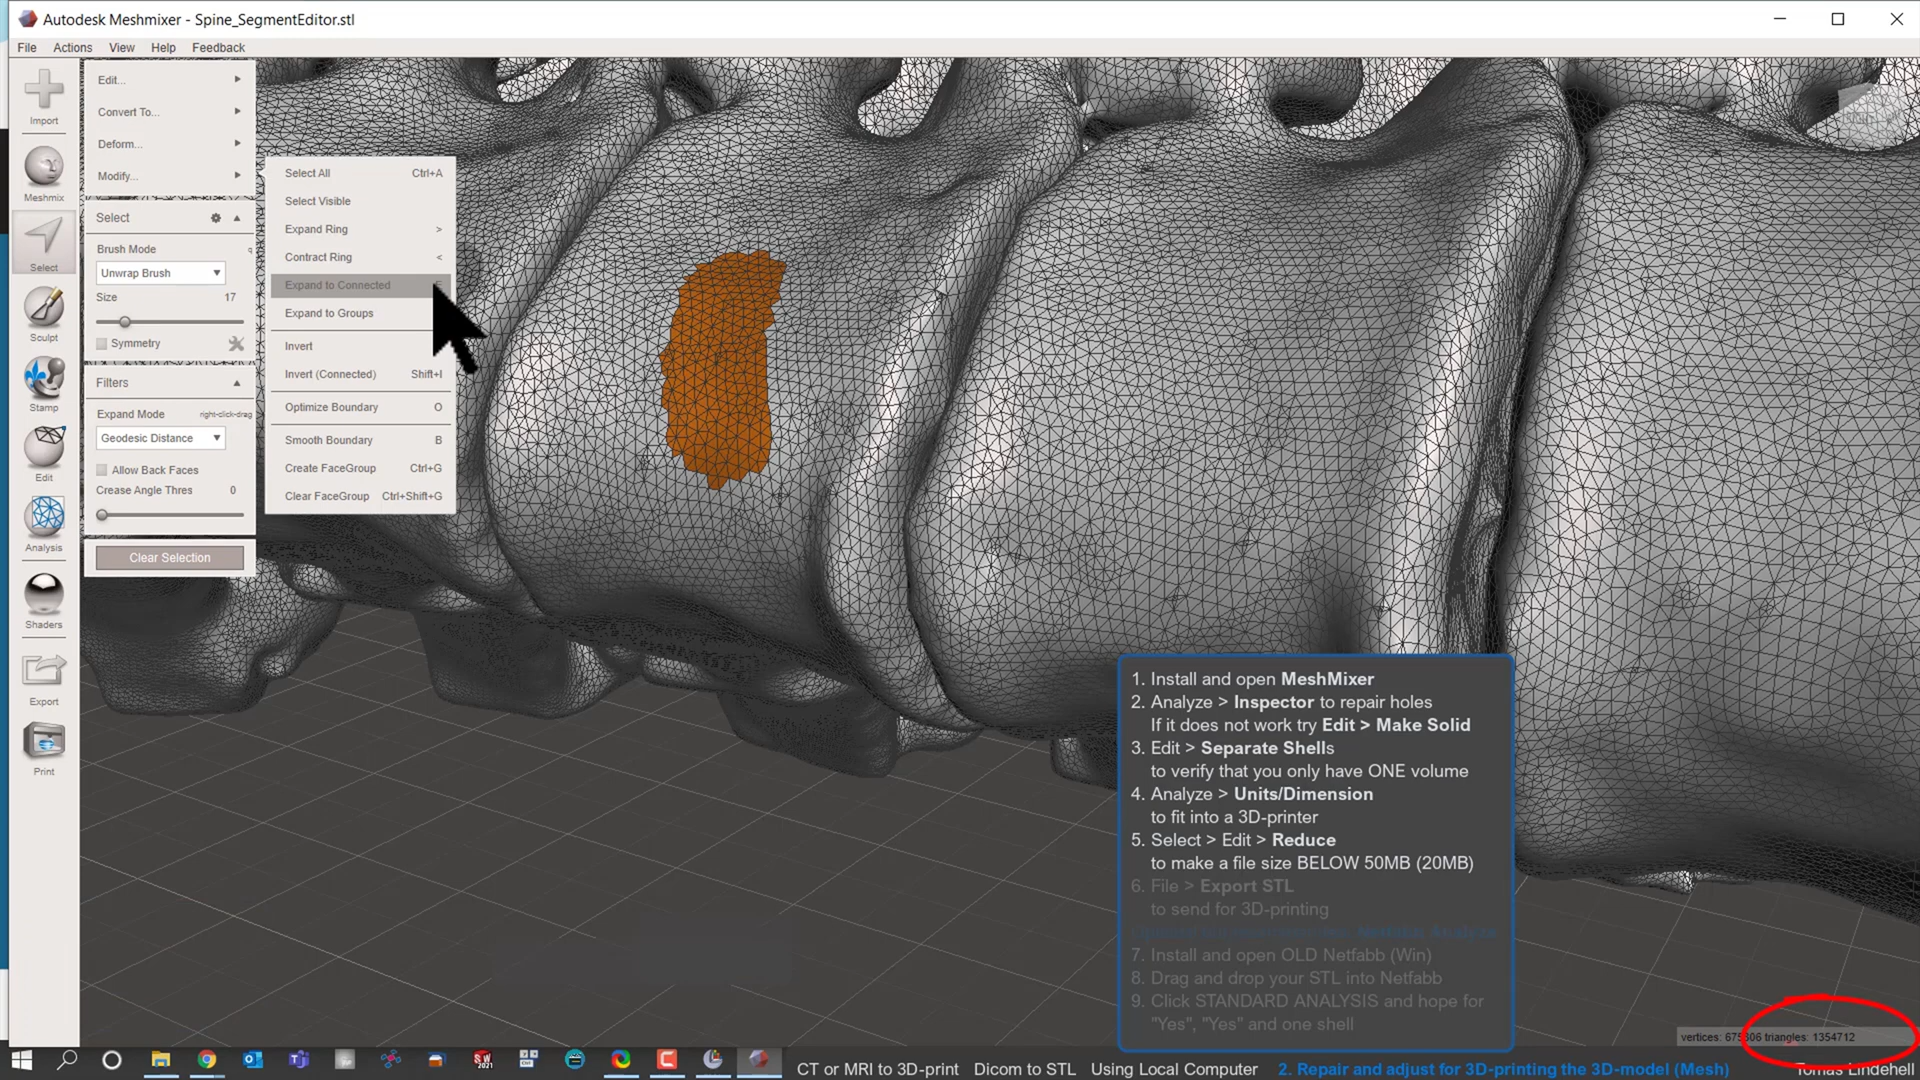 Autodesk Meshmixer - Spine_SegmentEditor.stl
File Actions View Help Feedback
Import
Meshmix
Select
Sculpt
Stamp
Edit
Analysis
Shaders
Export
Print
Edit...
Convert To...
Deform...
Modify...
Select
Brush Mode
Unwrap Brush
Size 17
Symmetry
Filters
Expand Mode right-click-drag
Geodesic Distance
Allow Back Faces
Crease Angle Thres 0
Clear Selection
Select All Ctrl+A
Select Visible
Expand Ring >
Contract Ring <
Expand to Connected E
Expand to Groups
Invert
Invert (Connected) Shift+I
Optimize Boundary O
Smooth Boundary B
Create FaceGroup Ctrl+G
Clear FaceGroup Ctrl+Shift+G
1. Install and open MeshMixer
2. Analyze > Inspector to repair holes
If it does not work try Edit > Make Solid
3. Edit > Separate Shells
to verify that you only have ONE volume
4. Analyze > Units/Dimension
to fit into a 3D-printer
5. Select > Edit > Reduce
to make a file size BELOW 50MB (20MB)
6. File > Export STL
to send for 3D-printing
7. Install and open OLD Netfabb (Win)
8. Drag and drop your STL into Netfabb
9. Click STANDARD ANALYSIS and hope for
"Yes", "Yes" and one shell
vertices: triangles: 1354712
CT or MRI to 3D-print Dicom to STL Using Local Computer 2. Repair and adjust for 3D-printing the 3D-model (Mesh) Tomas Lindehell